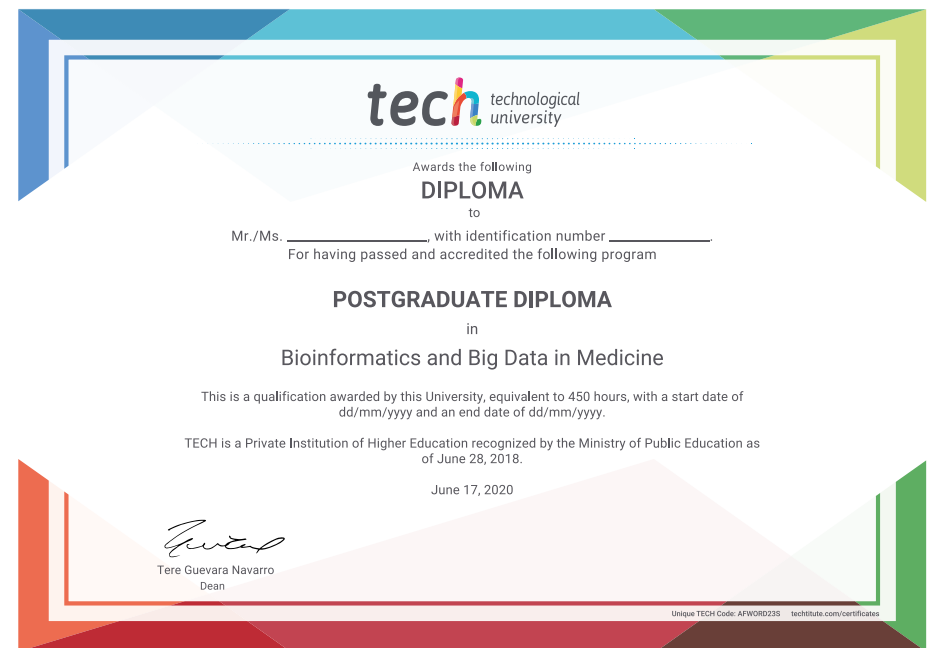 tech technological
university
Awards the following
DIPLOMA
to
Mr./Ms. ____________________, with identification number ______________.
For having passed and accredited the following program
POSTGRADUATE DIPLOMA
in
Bioinformatics and Big Data in Medicine
This is a qualification awarded by this University, equivalent to 450 hours, with a start date of
dd/mm/yyyy and an end date of dd/mm/yyyy.
TECH is a Private Institution of Higher Education recognized by the Ministry of Public Education as
of June 28, 2018.
June 17, 2020
Tere Guevara Navarro
Dean
Unique TECH Code: AFWORD23S techtitute.com/certificates